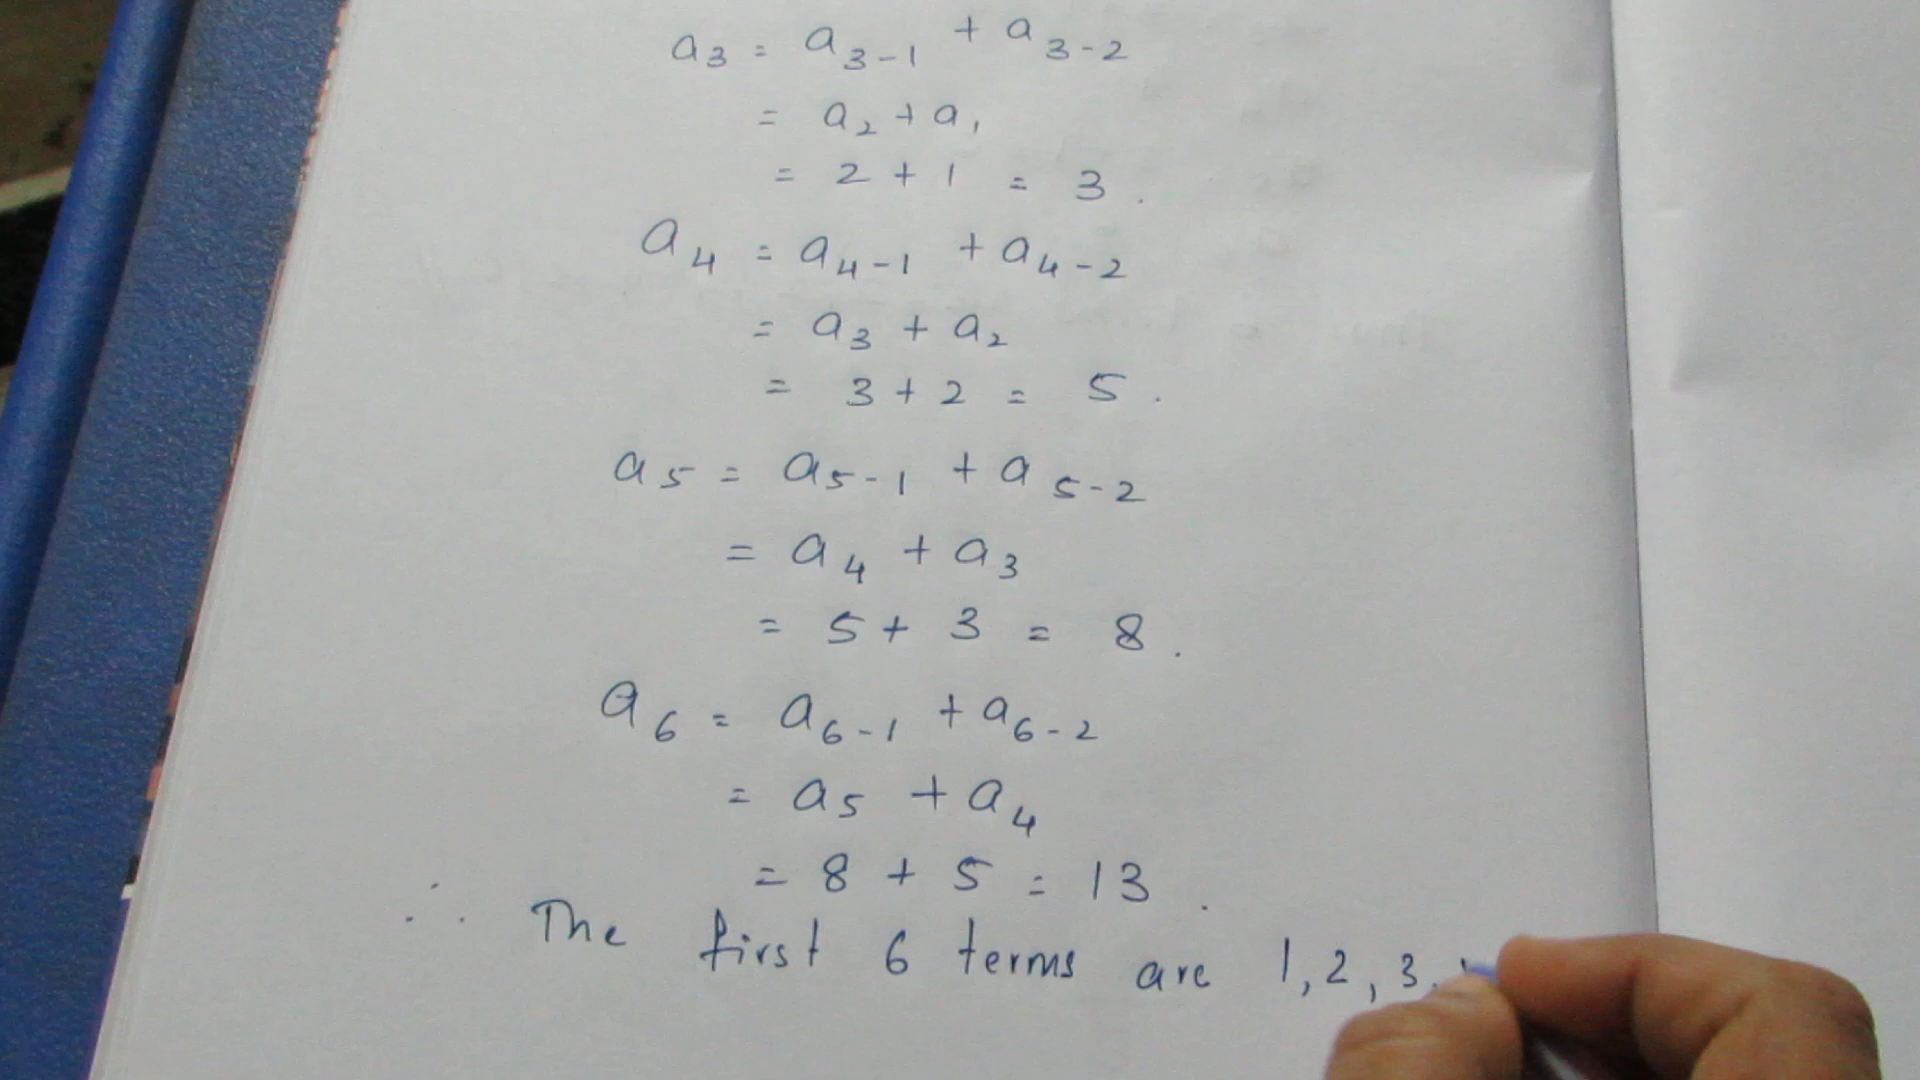 a₃ = a₃₋₁ + a₃₋₂
= a₂ + a₁
= 2 + 1 = 3 .
a₄ = a₄₋₁ + a₄₋₂
= a₃ + a₂
= 3 + 2 = 5 .
a₅ = a₅₋₁ + a₅₋₂
= a₄ + a₃
= 5 + 3 = 8 .
a₆ = a₆₋₁ + a₆₋₂
= a₅ + a₄
= 8 + 5 = 13 .
∴ The first 6 terms are 1, 2, 3,